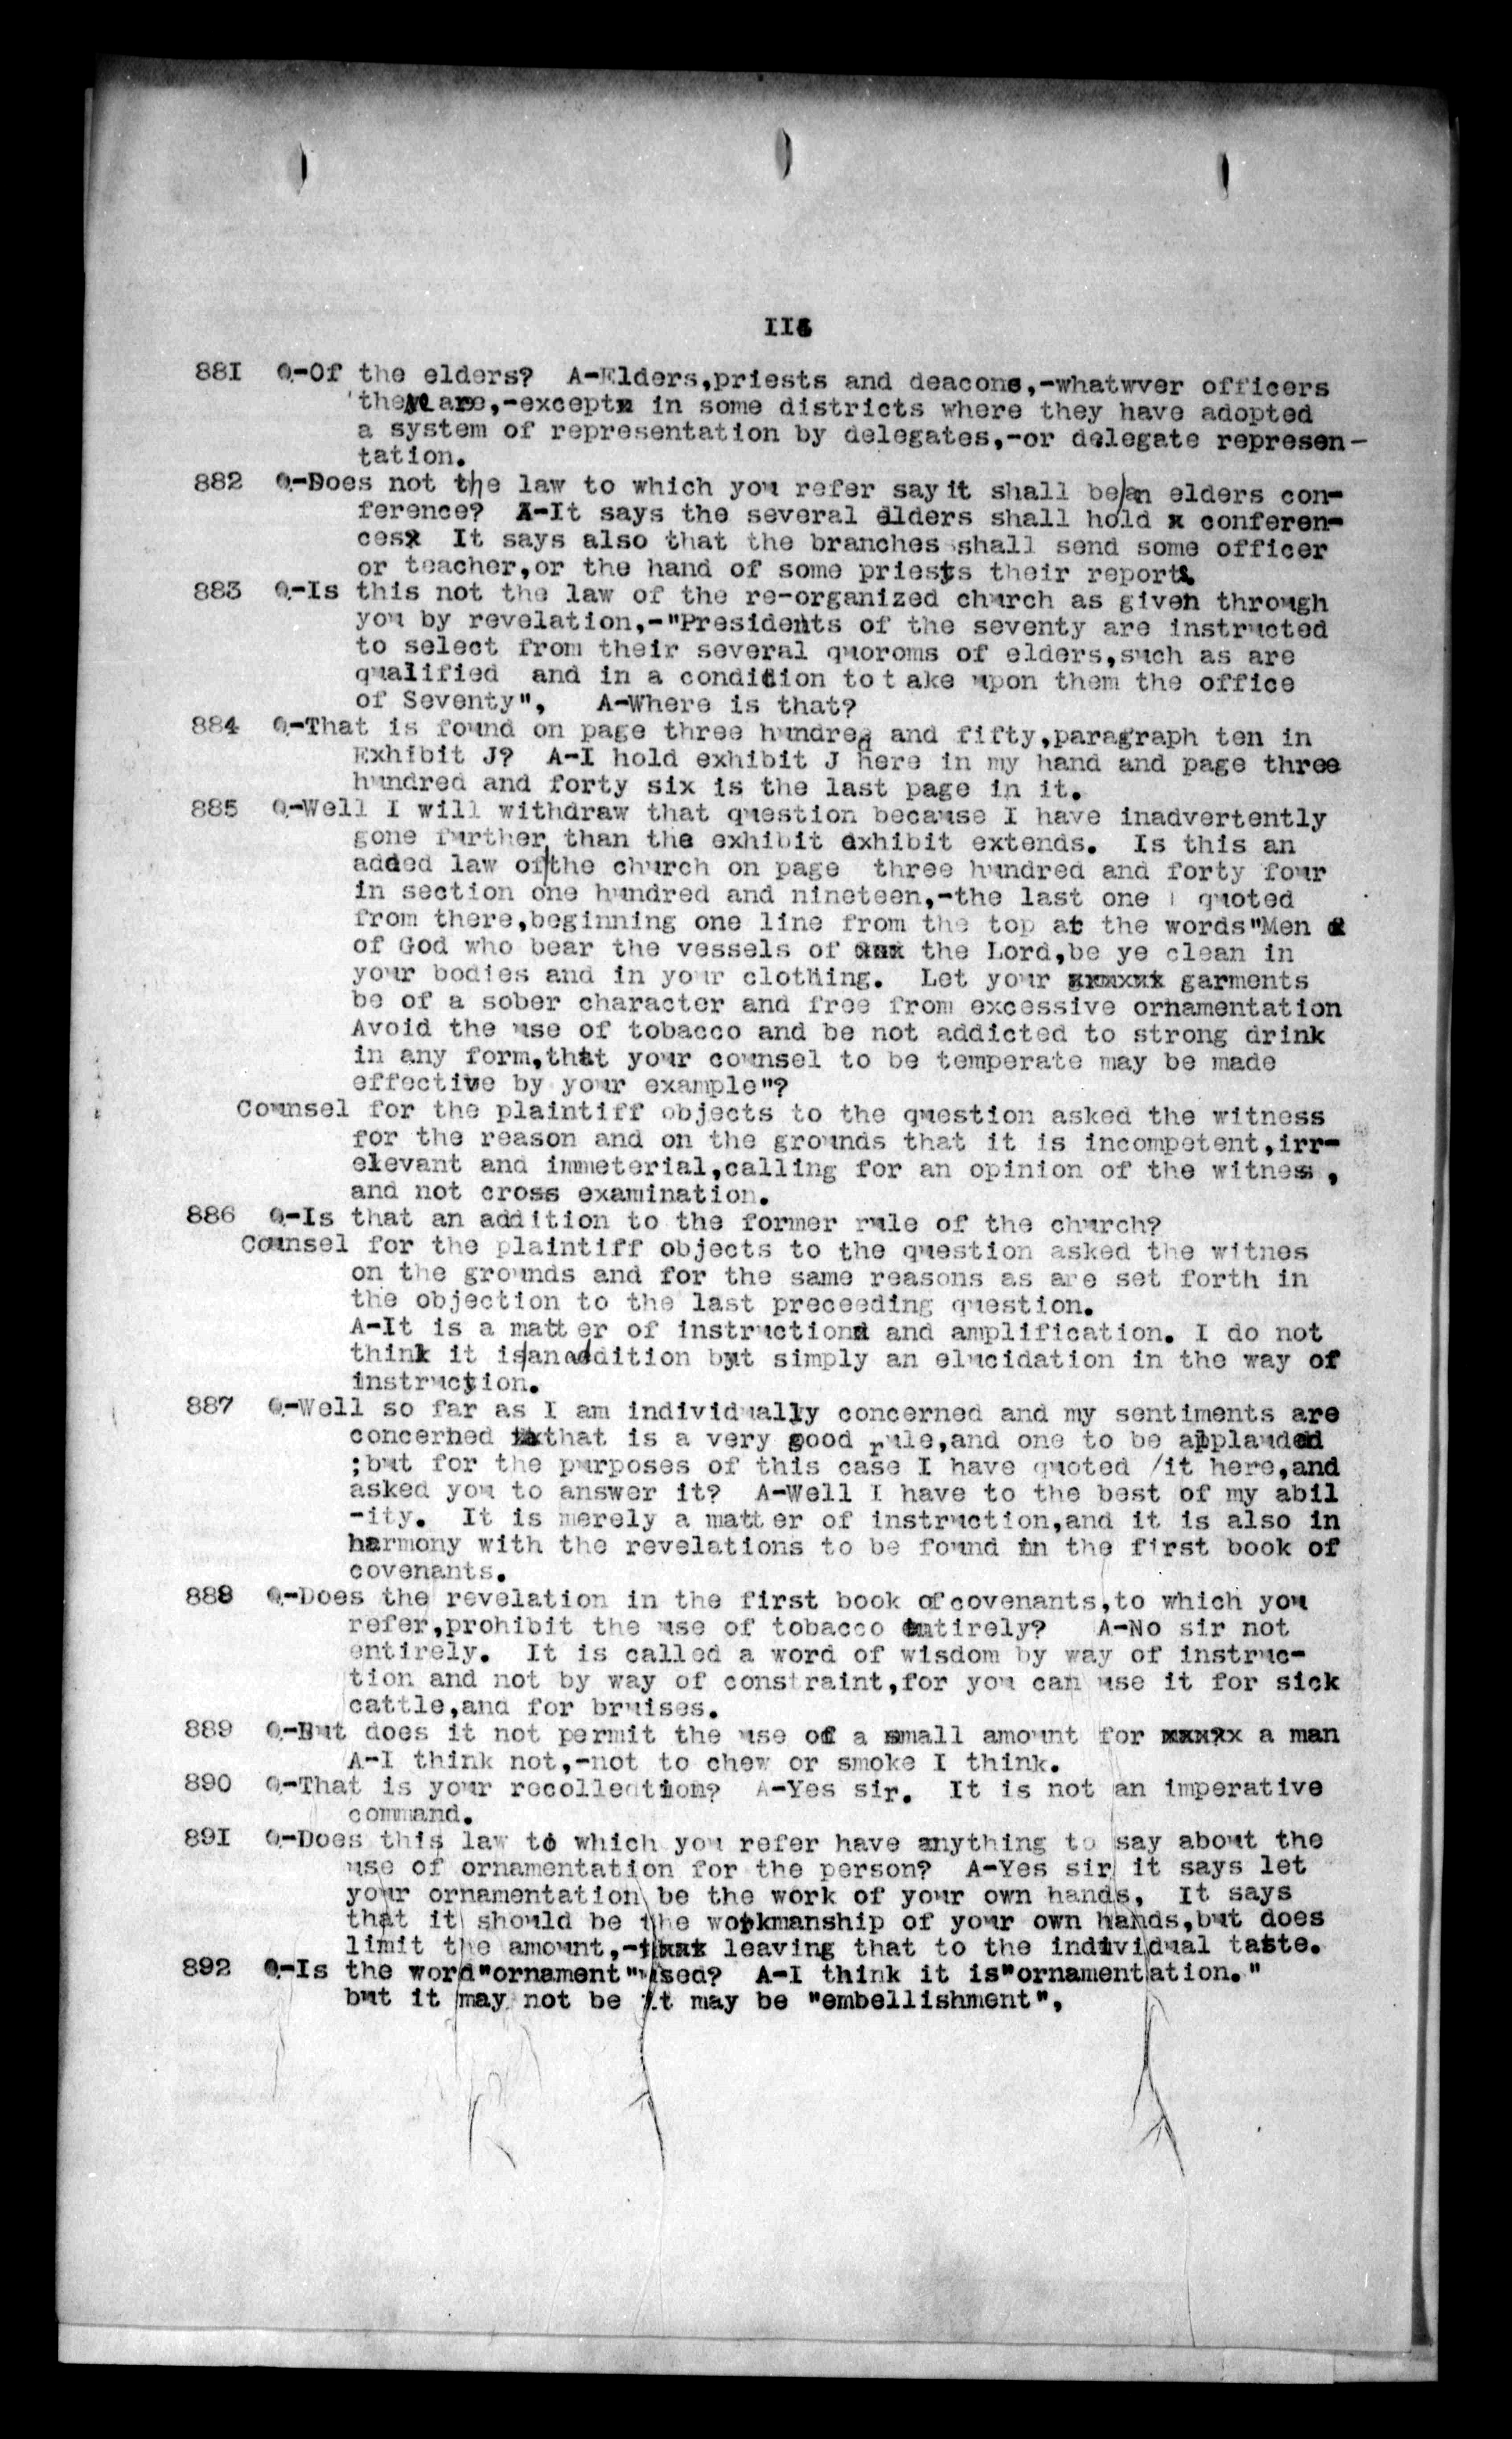 II6
88I Q-Of the elders? A-Elders,priests and deacons,-whatwver officers
there are,-except in some districts where they have adopted
a system of representation by delegates,-or delegate represen-
tation.
882 Q-Does not the law to which you refer say it shall be an elders con-
ference? A-It says the several elders shall hold x conferen-
cesx It says also that the branches shall send some officer
or teacher,or the hand of some priests their reports.
883 Q-Is this not the law of the re-organized church as given through
you by revelation,-"Presidents of the seventy are instructed
to select from their several quoroms of elders,such as are
qualified and in a condition to t ake upon them the office
of Seventy", A-Where is that?
884 Q-That is found on page three hundred and fifty,paragraph ten in
Exhibit J? A-I hold exhibit J here in my hand and page three
hundred and forty six is the last page in it.
885 Q-Well I will withdraw that question because I have inadvertently
gone further than the exhibit exhibit extends. Is this an
added law of the church on page three hundred and forty four
in section one hundred and nineteen,-the last one I quoted
from there,beginning one line from the top at the words"Men
of God who bear the vessels of xxx the Lord,be ye clean in
your bodies and in your clothing. Let your garments
be of a sober character and free from excessive ornamentation
Avoid the use of tobacco and be not addicted to strong drink
in any form,that your counsel to be temperate may be made
effective by your example"?
Counsel for the plaintiff objects to the question asked the witness
for the reason and on the grounds that it is incompetent,irr-
elevant and immeterial,calling for an opinion of the witness,
and not cross examination.
886 Q-Is that an addition to the former rule of the church?
Counsel for the plaintiff objects to the question asked the witnes
on the grounds and for the same reasons as are set forth in
the objection to the last preceeding question.
A-It is a matt er of instruction and amplification. I do not
think it is an addition but simply an elucidation in the way of
instruction.
887 Q-Well so far as I am individually concerned and my sentiments are
concerned that is a very good rule,and one to be applauded
;but for the purposes of this case I have quoted /it here,and
asked you to answer it? A-Well I have to the best of my abil
-ity. It is merely a matt er of instruction,and it is also in
harmony with the revelations to be found in the first book of
covenants.
888 Q-Does the revelation in the first book of covenants,to which you
refer,prohibit the use of tobacco entirely? A-No sir not
entirely. It is called a word of wisdom by way of instruc-
tion and not by way of constraint,for you can use it for sick
cattle,and for bruises.
889 Q-But does it not permit the use of a small amount for a man
A-I think not,-not to chew or smoke I think.
890 Q-That is your recollection? A-Yes sir. It is not an imperative
command.
89I Q-Does this law to which you refer have anything to say about the
use of ornamentation for the person? A-Yes sir it says let
your ornamentation be the work of your own hands, It says
that it should be the workmanship of your own hands,but does
limit the amount,- leaving that to the individual taste.
892 Q-Is the word"ornament"used? A-I think it is"ornamentation."
but it may not be it may be "embellishment",